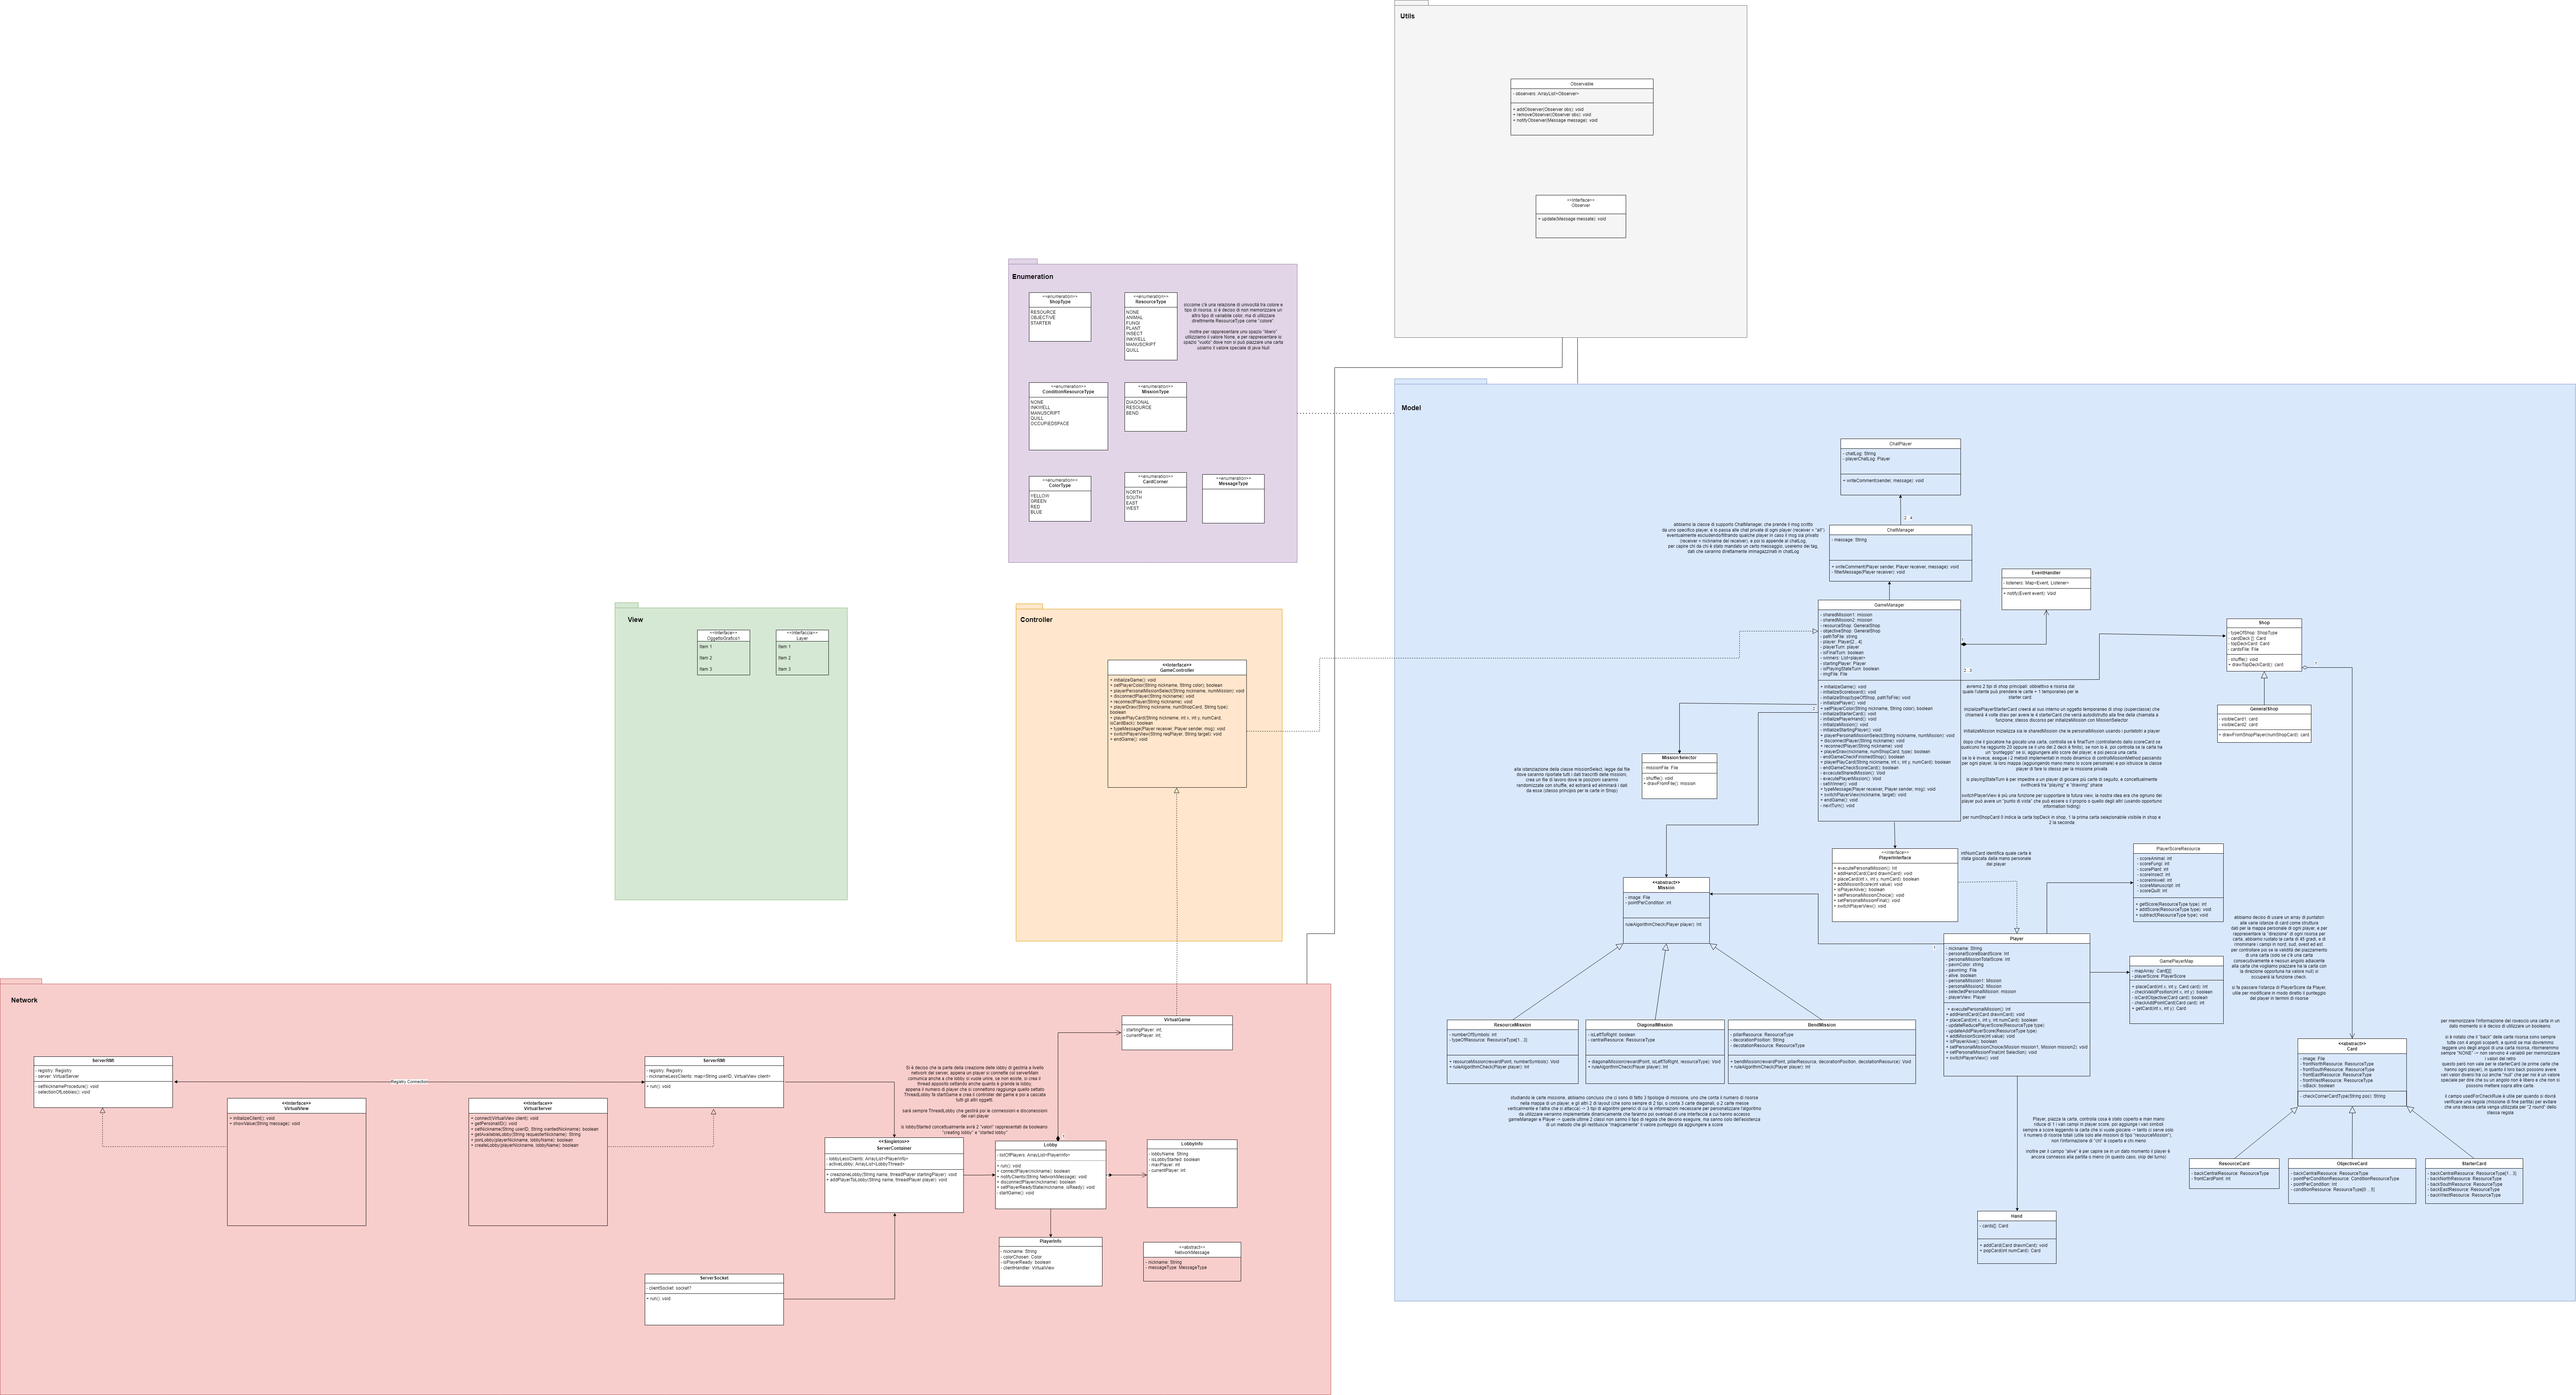 Utils
Observable
- observers: ArrayList<Observer>
+ addObserver(Observer obs): void
+ removeObserver(Observer obs): void
+ notifyObserver(Message message): void
<<Interface>>
Observer
+ update(Message messate): void
Enumeration
<<enumeration>>
ShopType
RESOURCE
OBJECTIVE
STARTER
<<enumeration>>
ResourceType
NONE
ANIMAL
FUNGI
PLANT
INSECT
INKWELL
MANUSCRIPT
QUILL
siccome c'è una relazione di univocità tra colore e
tipo di risorsa, si è deciso di non memorizzare un
altro tipo di variabile color, ma di utilizzare
direttmente ResourceType come "colore"
inoltre per rappresentare uno spazio "libero"
utilizziamo il valore None, e per rappresentare lo
spazio "vuoto" dove non si può piazzare una carta
usiamo il valore speciale di java Null
<<enumeration>>
ConditionResourceType
NONE
INKWELL
MANUSCRIPT
QUILL
OCCUPIEDSPACE
<<enumeration>>
MissionType
DIAGONAL
RESOURCE
BEND
<<enumeration>>
ColorType
YELLOW
GREEN
RED
BLUE
<<enumeration>>
CardCorner
NORTH
SOUTH
EAST
WEST
<<enumeration>>
MessageType
View
<<Interface>>
OggettoGrafico1
Item 1
Item 2
Item 3
<<Interfaccia>>
Layer
Item 1
Item 2
Item 3
Controller
<<Interface>>
GameController
+ initializeGame(): void
+ setPlayerColor(String nickname, String color): boolean
+ playerPersonalMissionSelect(String nickname, numMission): void
+ disconnectPlayer(String nickname): void
+ reconnectPlayer(String nickname): void
+ playerDraw(String nickname, numShopCard, String type):
boolean
+ playerPlayCard(String nickname, int x, int y, numCard,
isCardBack): boolean
+ typeMessage(Player receiver, Player sender, msg): void
+ switchPlayerView(String reqPlayer, String target): void
+ endGame(): void
Model
ChatPlayer
- chatLog: String
- playerChatLog: Player
+ writeComment(sender, message): void
2.. 4
abbiamo la classe di supporto ChatManager, che prende il msg scritto
da uno specifico player, e lo passa alle chat private di ogni player (receiver = "all")
eventualmente escludendo/filtrando qualche player in caso il msg sia privato
(receiver = nickname del receiver), e poi lo appende al chatLog,
per capire chi da chi è stato mandato un certo messaggio, useremo dei tag,
dati che saranno direttamente immagazzinati in chatLog
ChatManager
- message: String
+ writeComment(Player sender, Player receiver, message): void
- filterMessage(Player receiver): void
EventHandler
- listeners: Map<Event, Listener>
+ notify(Event event): Void
GameManager
- sharedMission1: mission
- sharedMission2: mission
- resourceShop: GeneralShop
- objectiveShop: GeneralShop
- pathToFile: string
- player: Player[2...4]
- playerTurn: player
- isFinalTurn: boolean
- winners: List<player>
- startingPlayer: Player
- isPlayingStateTurn: boolean
- imgFile: File
+ initializeGame(): void
- initializeScoreboard(): void
- initializeShop(typeOfShop, pathToFile): void
- initializePlayer(): void
+ setPlayerColor(String nickname, String color), boolean
- initializeStarterCard(): void
- initializePlayerHand(): void
- initializeMission(): void
- initializeStartingPlayer(): void
+ playerPersonalMissionSelect(String nickname, numMission): void
+ disconnectPlayer(String nickname): void
+ reconnectPlayer(String nickname): void
+ playerDraw(nickname, numShopCard, type): boolean
- endGameCheckFinishedShop(): boolean
+ playerPlayCard(String nickname, int x, int y, numCard): boolean
- endGameCheckScoreCard(): boolean
- excecuteSharedMission(): Void
- executePlayerMission(): Void
- setWinner(): void
+ typeMessage(Player receiver, Player sender, msg): void
+ switchPlayerView(nickname, target): void
+ endGame(): void
- nextTurn(): void
1
2...3
2
Shop
- typeOfShop: ShopType
- cardDeck []: Card
- topDeckCard: Card
- cardsFile: File
- shuffle(): void
+ drawTopDeckCard(): card
GeneralShop
- visibleCard1: card
- visibleCard2: card
+ drawFromShopPlayer(numShopCard): card
avremo 2 tipi di shop principali: obbiettivo e risorsa dai
quale l'utente può prendere le carte + 1 temporaneo per le
starter card.
inizializePlayerStarterCard creerà al suo interno un oggetto temporaneo di shop (superclasse) che
chiamerà 4 volte draw per avere le 4 starterCard che verrà autodistrutto alla fine della chiamata a
funzione, stesso discorso per initializeMission con MissionSelector
initializeMission inizializza sia le sharedMission che le personalMission usando i puntatotri a player
dopo che il giocatore ha giocato una carta, controlla se è finalTurn (controllando dallo scoreCard se
qualcuno ha raggiunto 20 oppure se il uno dei 2 deck è finito), se non lo è, poi controlla se la carta ha
un "punteggio" se si, aggiungere allo score del player, e poi pesca una carta.
se lo è invece, esegue i 2 metodi implementati in modo dinamico di controlMissionMethod passando
per ogni player, la loro mappa (aggiungendo mano mano lo score personale) e poi istruisce la classe
player di fare lo stesso per la missione privata
is playingStateTurn è per impedire a un player di giocare più carte di seguito, e concettualmente
swithcerà tra "playing" e "drawing" phase
switchPlayerView è più una funzione per supportare la futura view, la nostra idea era che ognuno dei
player può avere un "punto di vista" che può essere o il proprio o quello degli altri (usando opportuno
information hiding)
per numShopCard 0 indica la carta topDeck in shop, 1 la prima carta selezionabile visibile in shop e
2 la seconda
MissionSelector
- missionFile: File
- shuffle(): void
+ drawFromFile(): mission
alla istanziazione della classe missionSelect, legge dal file
dove saranno riportate tutti i dati trascritti delle missioni,
crea un file di lavoro dove le posizioni saranno
randomizzate con shuffle, ed estrarrà ed eliminarà i dati
da esse (stesso principio per le carte in Shop)
<<Interface>>
PlayerInterface
+ executePersonalMission(): Int
+ addHandCard(Card drawnCard): void
+ placeCard(int x, int y, numCard): boolean
+ addMissionScore(int value): void
+ isPlayerAlive(): boolean
+ setPersonalMissionChoice(): void
+ setPersonalMissionFinal(): void
+ switchPlayerView(): void
intNumCard identifica quale carta è
stata giocata dalla mano personale
del player
<<abstract>>
Mission
- image: File
- pointPerCondition: int
ruleAlgorithmCheck(Player player): Int
PlayerScoreResource
- scoreAnimal: int
- scoreFungi: int
- scorePlant: int
- scoreInsect: int
- scoreInkwell: int
- scoreManuscript: int
- scoreQuill: int
+ getScore(ResourceType type): int
+ addScore(ResourceType type): void
+ subtract(ResourceType type): void
Player
- nickname: String
- personalScoreBoardScore: int
- personalMissionTotalScore: int
- pawnColor: string
- pawnImg: File
- alive: boolean
- personalMission1: Mission
- personalMission2: Mission
- selectedPersonalMission: mission
- playerView: Player
+ executePersonalMission(): Int
+ addHandCard(Card drawnCard): void
+ placeCard(int x, int y, int numCard): boolean
- updateReducePlayerScore(ResourceType type)
- updateAddPlayerScore(ResourceType type)
+ addMissionScore(int value): void
+ isPlayerAlive(): boolean
+ setPersonalMissionChoice(Mission mission1, Mission mission2): void
+ setPersonalMissionFinal(int Selection): void
+ switchPlayerView(): void
GamePlayerMap
- mapArray: Card[][]
- playerScore: PlayerScore
+ placeCard(int x, int y, Card card): int
- checkValidPosition(int x, int y): boolean
- isCardObjective(Card card): boolean
- checkAddPointCard(Card card): int
+ getCard(int x, int y): Card
abbiamo deciso di usare un array di puntatori
alle varie istanze di card come struttura
dati per la mappa personale di ogni player, e per
rappresentare la "direzione" di ogni risorse per
carta, abbiamo ruotato la carta di 45 gradi, e di
rinominare i campi in nord, sud, ovest ed est.
per controllare poi se la validità del piazzamento
di una carta (solo se c'è una carta
consecutivamente e nessun angolo adiacente
alla carta che vogliamo piazzare ha la carta con
la direzione opportuna ha valore null) si
occuperà la funzione check.
si fa passare l'istanza di PlayerScore da Player,
utile per modificare in modo diretto il punteggio
del player in termini di risorse
ResourceMission
- numberOfSymbols: int
- typeOfResource: ResourceType[1...3]
+ resourceMission(rewardPoint, numberSymbols): Void
+ ruleAlgorithmCheck(Player player): Int
DiagonalMission
- isLeftToRight: boolean
- centralResource: ResourceType
+ diagonalMission(rewardPoint, isLeftToRight, resourceType): Void
+ ruleAlgorithmCheck(Player player): Int
BendMission
- pillarResource: ResourceType
- decorationPosition: String
- decotationResource: ResourceType
+ bendMission(rewardPoint, pillarResource, decorationPosition, decorationResource): Void
+ ruleAlgorithmCheck(Player player): Int
studiando le carte missione, abbiamo concluso che ci sono di fatto 3 tipologie di missione, uno che conta il numero di risorse
nella mappa di un player, e gli altri 2 di layout (che sono sempre di 2 tipi, o conta 3 carte diagonali, o 2 carte messe
verticalmente e l'altra che si attacca) -> 3 tipi di algoritmi generici di cui le informazioni necessarie per personalizzare l'algoritmo
da utilizzare verranno implementate dinamicamente che faranno poi overload di una interfeccia a cui hanno accesso
gameManager e Player -> queste ultime 2 classi non sanno il tipo di regola che devono eseguire, ma sanno solo dell'esistenza
di un metodo che gli restituisce "magicamente" il valore punteggio da aggiungere a score
Player, piazza la carta, controlla cosa è stato coperto e man mano
riduce di 1 i vari campi in player score, poi aggiungo i vari simboli
sempre a score leggendo la carta che si vuole giocare -> tanto ci serve solo
il numero di risorse totali (utile solo alle missioni di tipo "resourceMission"),
non l'informazione di "chi" è coperto e chi meno
inoltre per il campo "alive" è per capire se in un dato momento il player è
ancora connesso alla partita o meno (in questo caso, skip del turno)
Hand
- cards[]: Card
+ addCard(Card drawnCard): void
+ popCard(int numCard): Card
<<abstract>>
Card
- image: File
- frontNorthResource: ResourceType
- frontSouthResource: ResourceType
- frontEastResource: ResourceType
- frontWestResource: ResourceType
- isBack: boolean
- checkCornerCardType(String pos): String
per memorizzare l'informazione del rovescio una carta in un
dato momento si è deciso di utilizzare un booleano.
si è notato che il "back" delle carte risorsa sono sempre
tutte con 4 angoli scoperti, e quindi se mai dovremmo
leggere uno degli angoli di una carta risorsa, ritorneremmo
sempre "NONE" -> non servono 4 variabili per memorizzare
i valori del retro
questo però non vale per le starterCard (le prime carte che
hanno ogni player), in quanto il loro back possono avere
vari valori diversi tra cui anche "null" che per noi è un valore
speciale per dire che su un angolo non è libero e che non si
possono mettere sopra altre carte.
il campo usedForCheckRule è utile per quando si dovrà
verificare una regola (missione di fine partita) per evitare
che una stessa carta venga utilizzata per "2 round" dello
stessa regola.
ResourceCard
- backCentralResource: ResourceType
- frontCardPoint: int
ObjectiveCard
- backCentralResource: ResourceType
- pointPerConditionResource: ConditionResourceType
- pointPerCondition: int
- conditionResource: ResourceType[0 .. 5]
StarterCard
- backCentralResource: ResourceType[1...3]
- backNorthResource: ResourceType
- backSouthResource: ResourceType
- backEastResource: ResourceType
- backWestResource: ResourceType
Network
ServerRMI
- registry: Registry
- server: VirtualServer
- setNicknameProcedure(): void
- selectionOfLobbies(): void
<<Interface>>
VirtualView
+ initializeClient(): void
+ showValue(String message): void
Registry Connection
<<Interface>>
VirtualServer
+ connect(VirtualView client): void
+ getPersonalID(): void
+ setNickname(String userID, String wantedNickname): boolean
+ getAvailableLobby(String requesterNickname): String
+ joinLobby(playerNickname, lobbyName): boolean
+ createLobby(playerNickname, lobbyName): boolean
ServerRMI
- registry: Registry
- nicknamelessClients: map<String userID, VirtualView client>
+ run(): void
Si è deciso che la parte della creazione delle lobby di gestirla a livello
network del server, appena un player si connette col serverMain
comunica anche a che lobby si vuole unire, se non esiste, si crea il
thread apposito settando anche quanto è grande la lobby,
appena il numero di player che si connettono raggiunge quello settato
ThreadLobby fa startGame e crea il controller del game e poi a cascata
tutti gli altri oggetti.
sarà sempre ThreadLobby che gestirà poi le connessioni e disconessioni
dei vari player
is lobbyStarted concettualmente avrà 2 "valori" rappresentati da booleano:
"creating lobby" e "started lobby"
VirtualGame
- startingPlayer: int;
- currentPlayer: int;
<<Singleton>>
ServerContainer
- lobbyLessClients: ArrayList<PlayerInfo>
- activeLobby: ArrayList<LobbyThread>
+ creazioneLobby(String name, threadPlayer startingPlayer): void
+ addPlayerToLobby(String name, threadPlayer player): void
Lobby
- listOfPlayers: ArrayList<PlayerInfo>
+ run(): void
+ connectPlayer(nickname): boolean
+ notifyClients(String NetworkMessage): void
+ disconnectPlayer(nickname): boolean
+ setPlayerReadyState(nickname, isReady): void
- startGame(): void
LobbyInfo
- lobbyName: String
- isLobbyStarted: boolean
- maxPlayer: int
- currentPlayer: int
PlayerInfo
- nickname: String
- colorChosen: Color
- isPlayerReady: boolean
- clientHandler: VirtualView
<<abstract>>
NetworkMessage
- nickname: String
- messageType: MessageType
ServerSocket
- clientSocket: socket?
+ run(): void